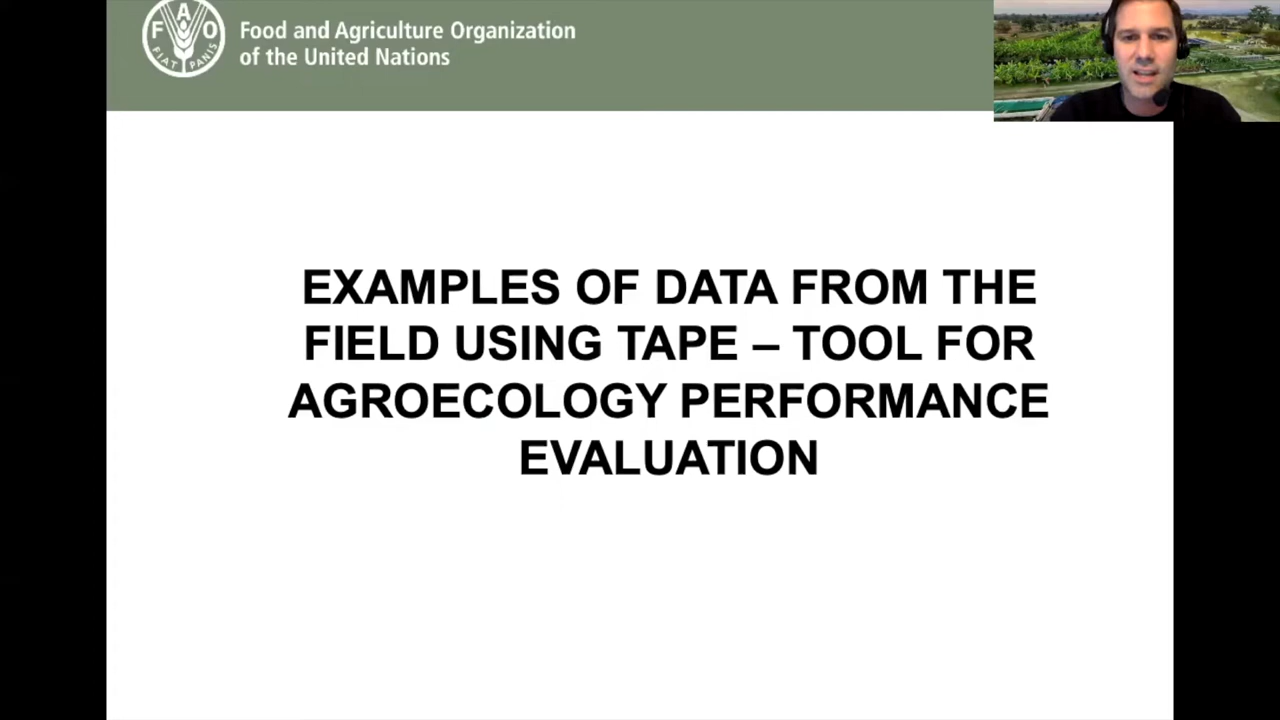 FAO
FIAT PANIS
Food and Agriculture Organization
of the United Nations
EXAMPLES OF DATA FROM THE
FIELD USING TAPE – TOOL FOR
AGROECOLOGY PERFORMANCE
EVALUATION